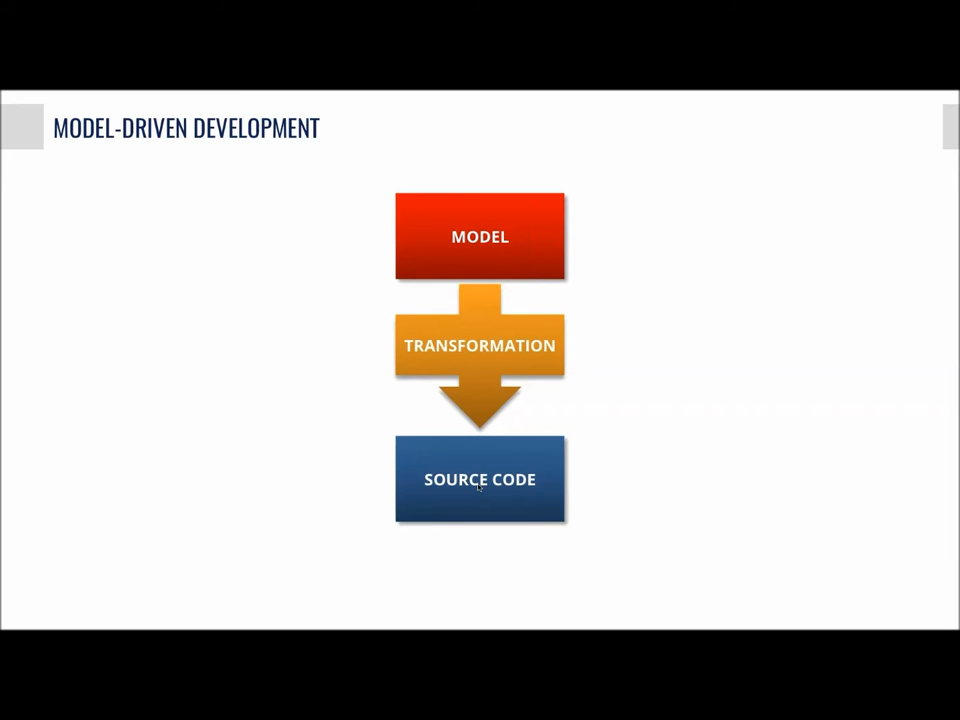 MODEL-DRIVEN DEVELOPMENT
MODEL
TRANSFORMATION
SOURCE CODE